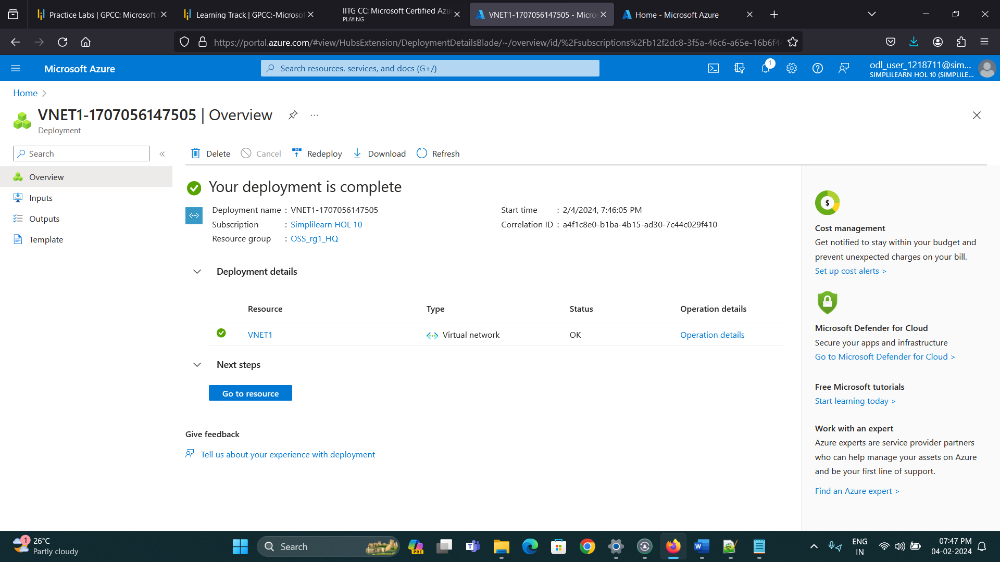 Practice Labs | GPCC: Microsoft
Learning Track | GPCC:-Microsof
IITG CC: Microsoft Certified Azu
PLAYING
VNET1-1707056147505 - Micros
Home - Microsoft Azure
https://portal.azure.com/#view/HubsExtension/DeploymentDetailsBlade/~/overview/id/%2Fsubscriptions%2Fb12f2dc8-3f5a-46c6-a65e-16b6f44
Microsoft Azure
Search resources, services, and docs (G+/)
1
odl_user_1218711@sim...
SIMPLILEARN HOL 10 (SIMPLILE...
Home
VNET1-1707056147505 | Overview
...
Deployment
Search
«
Delete
Cancel
Redeploy
Download
Refresh
Overview
Inputs
Outputs
Template
Your deployment is complete
Deployment name : VNET1-1707056147505
Subscription : Simplilearn HOL 10
Resource group : OSS_rg1_HQ
Start time : 2/4/2024, 7:46:05 PM
Correlation ID : a4f1c8e0-b1ba-4b15-ad30-7c44c029f410
Deployment details
Resource Type Status Operation details
VNET1 Virtual network OK Operation details
Next steps
Go to resource
Give feedback
Tell us about your experience with deployment
$
Cost management
Get notified to stay within your budget and
prevent unexpected charges on your bill.
Set up cost alerts >
Microsoft Defender for Cloud
Secure your apps and infrastructure
Go to Microsoft Defender for Cloud >
Free Microsoft tutorials
Start learning today >
Work with an expert
Azure experts are service provider partners
who can help manage your assets on Azure
and be your first line of support.
Find an Azure expert >
1
26°C
Partly cloudy
Search
PRE
ENG
IN
07:47 PM
04-02-2024